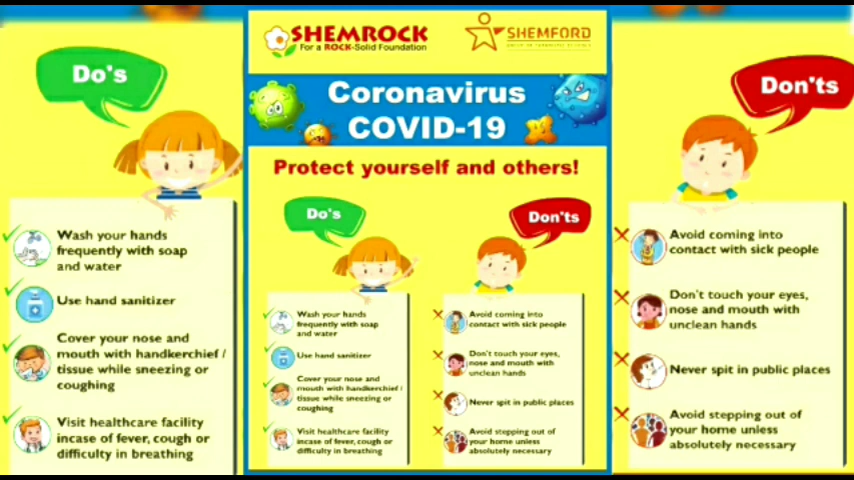 Do's
Wash your hands
frequently with soap
and water
Use hand sanitizer
Cover your nose and
mouth with handkerchief /
tissue while sneezing or
coughing
Visit healthcare facility
incase of fever, cough or
difficulty in breathing
SHEMROCK
For a ROCK-Solid Foundation
SHEMFORD
Coronavirus
COVID-19
Protect yourself and others!
Do's
Don'ts
Wash your hands
frequently with soap
and water
Use hand sanitizer
Cover your nose and
mouth with handkerchief /
tissue while sneezing or
coughing
Visit healthcare facility
incase of fever, cough or
difficulty in breathing
Avoid coming into
contact with sick people
Don't touch your eyes,
nose and mouth with
unclean hands
Never spit in public places
Avoid stepping out of
your home unless
absolutely necessary
Don'ts
Avoid coming into
contact with sick people
Don't touch your eyes,
nose and mouth with
unclean hands
Never spit in public places
Avoid stepping out of
your home unless
absolutely necessary